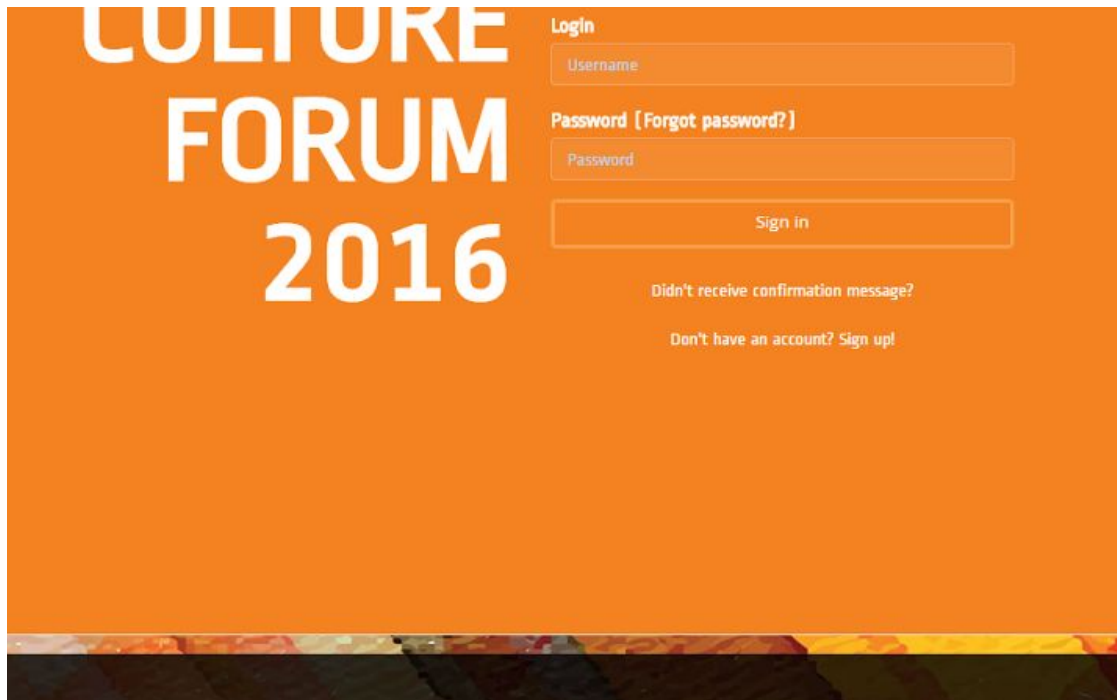 CULTURE
FORUM
2016
Login
Username
Password [Forgot password?]
Password
Sign in
Didn't receive confirmation message?
Don't have an account? Sign up!